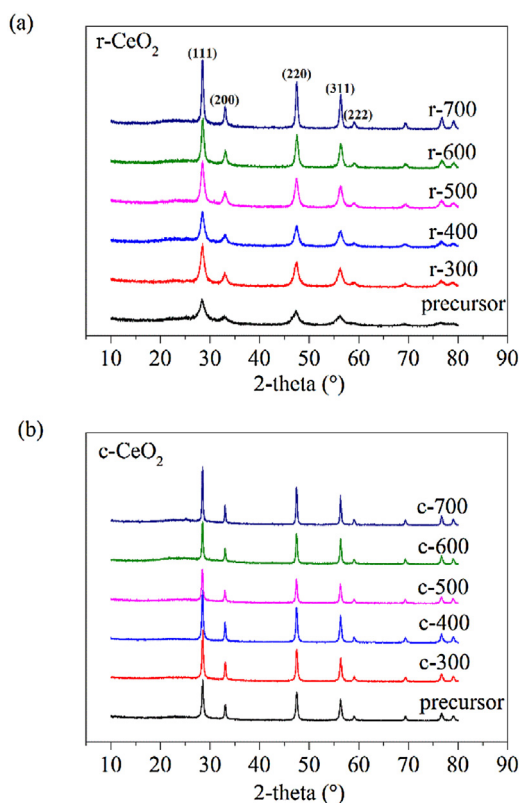 (a)
r-CeO₂
(111)
(200)
(220)
(311)
(222)
r-700
r-600
r-500
r-400
r-300
precursor
10 20 30 40 50 60 70 80 90
2-theta (°)
(b)
c-CeO₂
c-700
c-600
c-500
c-400
c-300
precursor
10 20 30 40 50 60 70 80 90
2-theta (°)